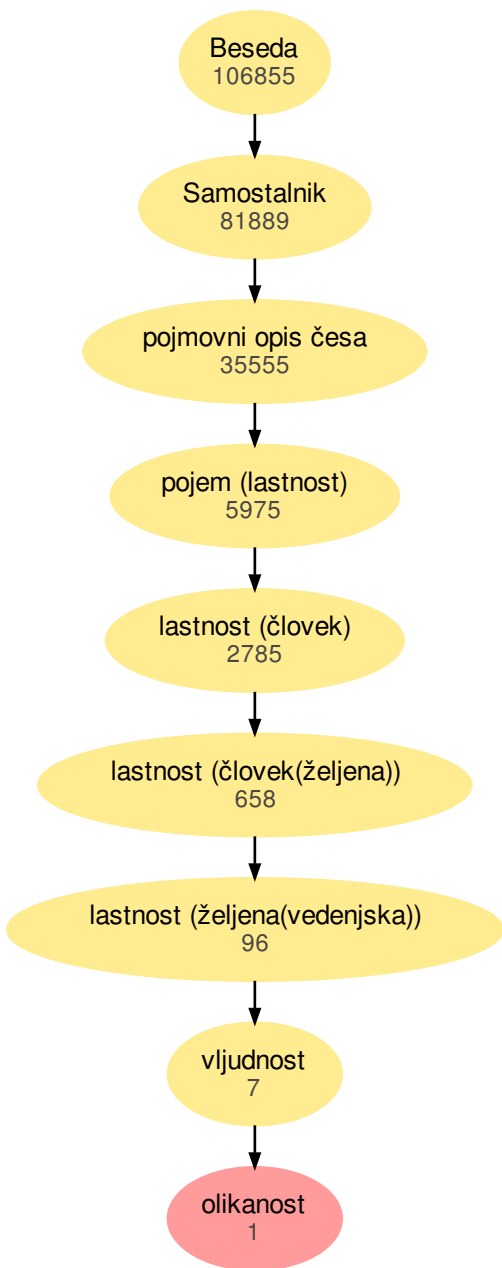 Beseda
106855
Samostalnik
81889
pojmovni opis česa
35555
pojem (lastnost)
5975
lastnost (človek)
2785
lastnost (človek(željena))
658
lastnost (željena(vedenjska))
96
vljudnost
7
olikanost
1